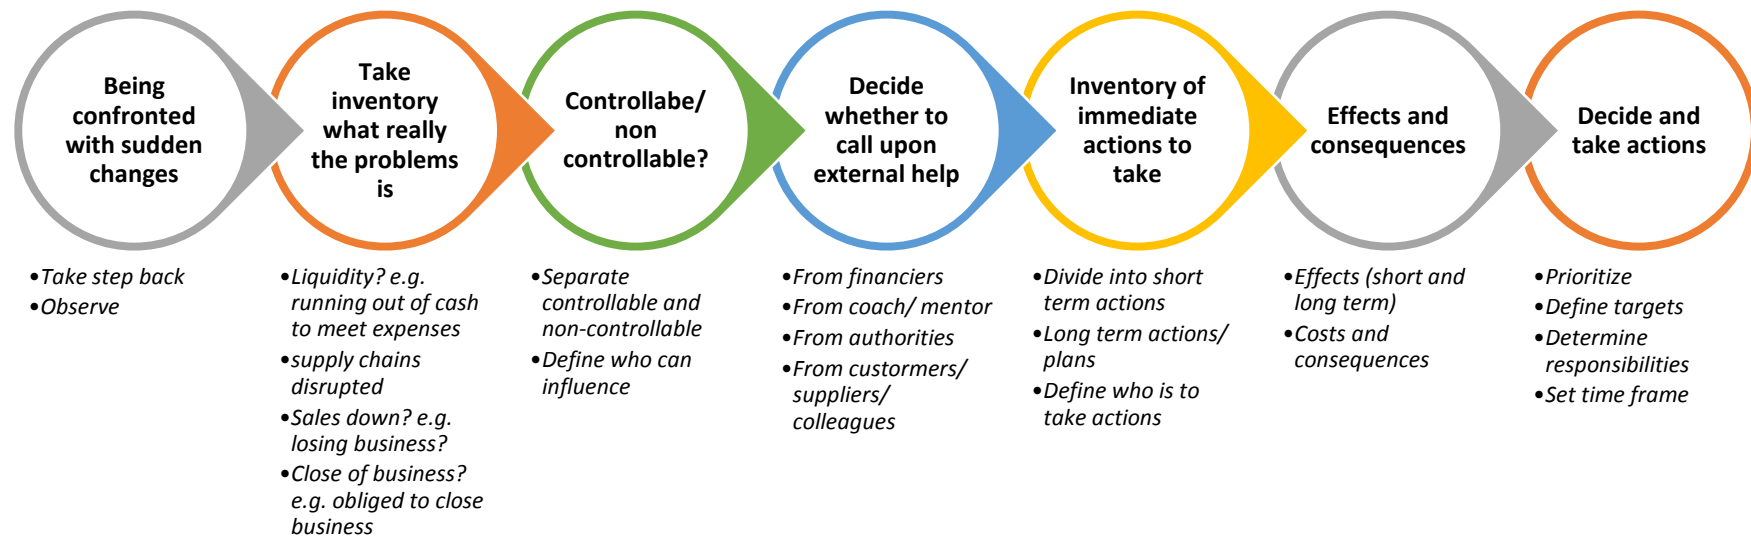 Being
confronted
with sudden
changes
Take
inventory
what really
the problems
is
Controllabe/
non
controllable?
Decide
whether to
call upon
external help
Inventory of
immediate
actions to
take
Effects and
consequences
Decide and
take actions
•Take step back
•Observe
•Liquidity? e.g.
running out of cash
to meet expenses
•supply chains
disrupted
•Sales down? e.g.
losing business?
•Close of business?
e.g. obliged to close
business
•Separate
controllable and
non-controllable
•Define who can
influence
•From financiers
•From coach/ mentor
•From authorities
•From custormers/
suppliers/
colleagues
•Divide into short
term actions
•Long term actions/
plans
•Define who is to
take actions
•Effects (short and
long term)
•Costs and
consequences
•Prioritize
•Define targets
•Determine
responsibilities
•Set time frame